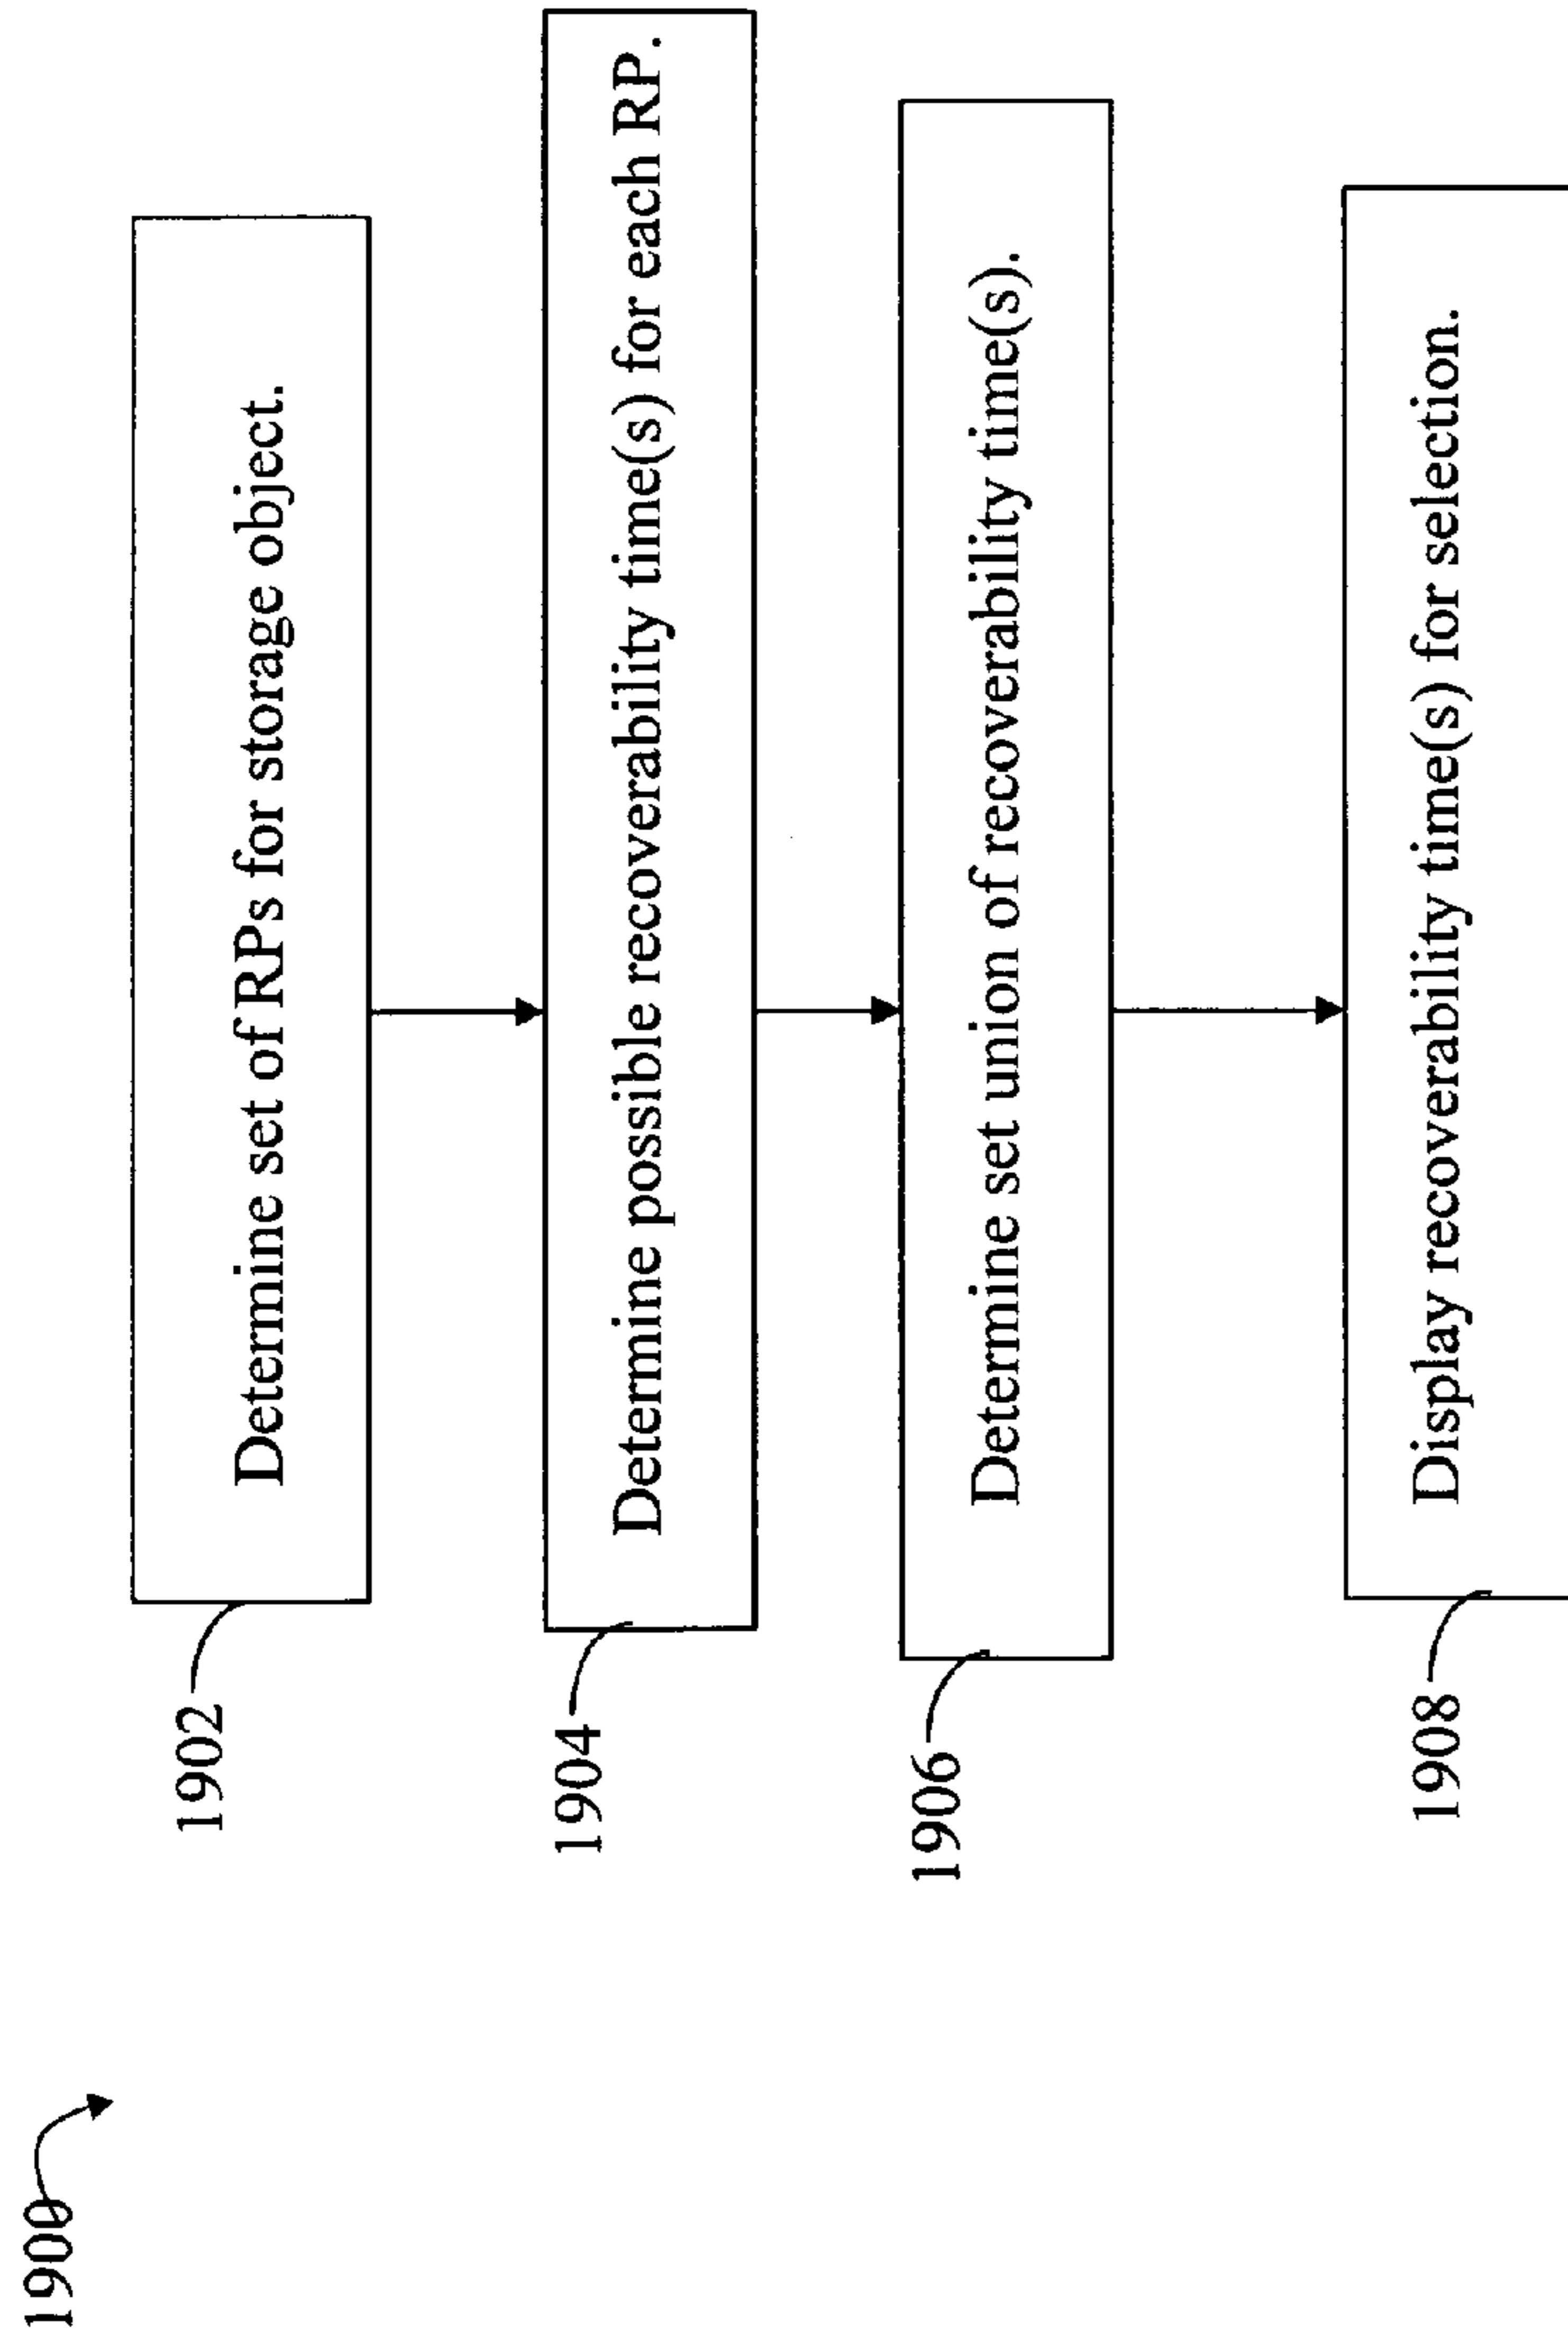 1900
1902
Determine set of RPs for storage object.
1904
Determine possible recoverability time(s) for each RP.
1906
Determine set union of recoverability time(s).
1908
Display recoverability time(s) for selection.